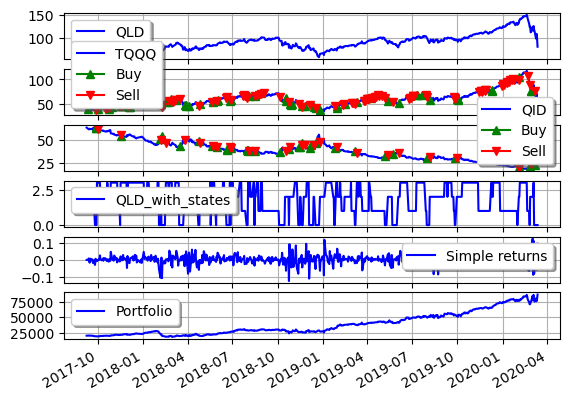 150
100
QLD
TQQQ
Buy
Sell
100
50
QID
Buy
Sell
50
25
2.5
0.0
QLD_with_states
0.1
0.0
−0.1
Simple returns
75000
50000
25000
Portfolio
2017-10
2018-01
2018-04
2018-07
2018-10
2019-01
2019-04
2019-07
2019-10
2020-01
2020-04